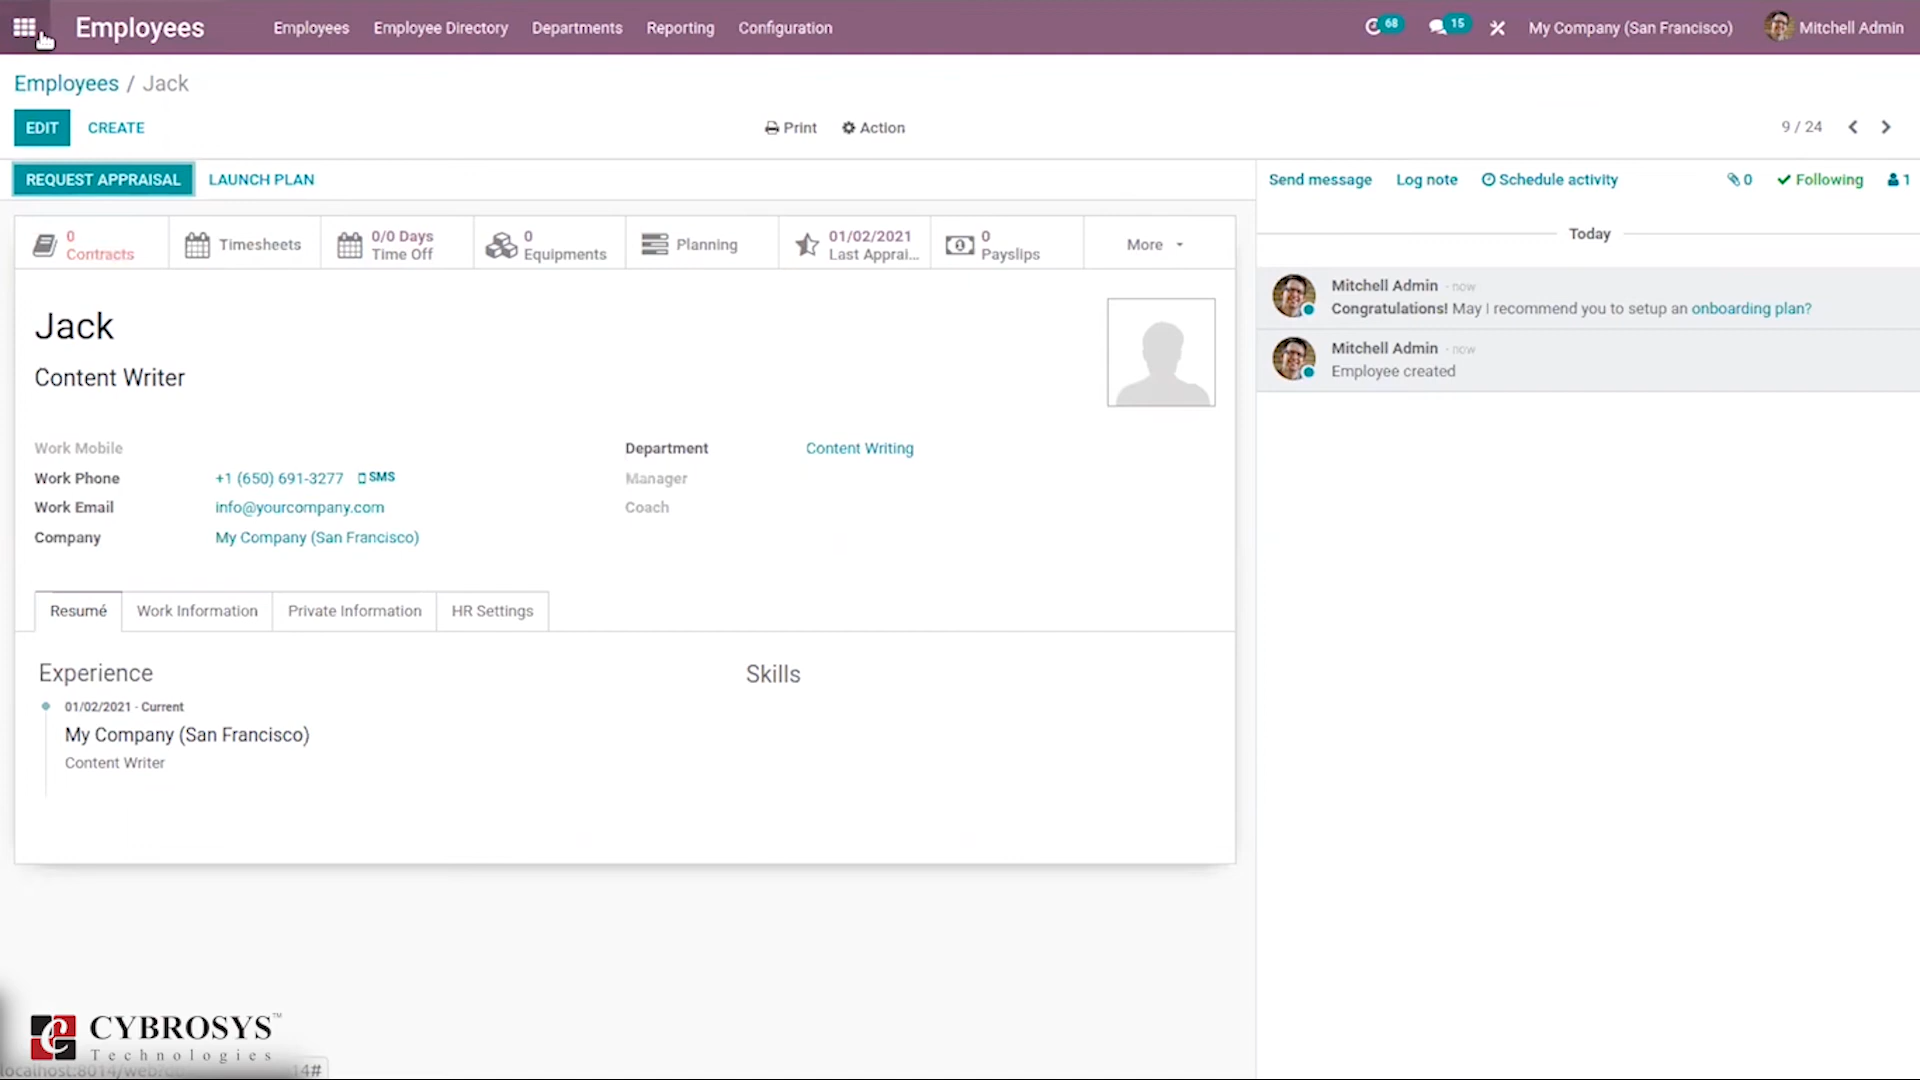 Employees Employees Employee Directory Departments Reporting Configuration 68 15 My Company (San Francisco) Mitchell Admin
Employees / Jack
EDIT CREATE Print Action 9 / 24
REQUEST APPRAISAL LAUNCH PLAN
Send message Log note Schedule activity 0 Following 1
0 Contracts
Timesheets
0/0 Days Time Off
0 Equipments
Planning
01/02/2021 Last Apprai...
0 Payslips
More
Today
Mitchell Admin - now
Congratulations! May I recommend you to setup an onboarding plan?
Mitchell Admin - now
Employee created
Jack
Content Writer
Work Mobile
Work Phone +1 (650) 691-3277 SMS
Work Email info@yourcompany.com
Company My Company (San Francisco)
Department Content Writing
Manager
Coach
Resumé Work Information Private Information HR Settings
Experience
01/02/2021 - Current
My Company (San Francisco)
Content Writer
Skills
CYBROSYS™
Technologies
localhost:8014/web?
14#